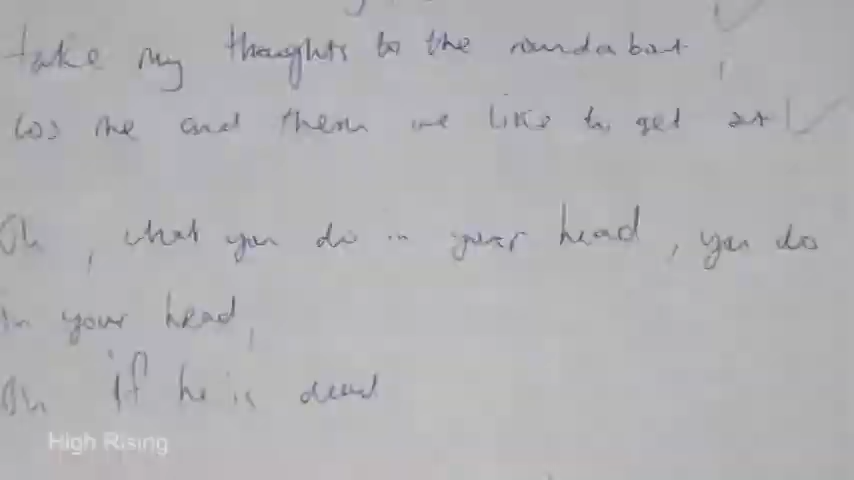 take my thoughts to the roundabout,
cos me and them we like to get out
Oh, what you do in your head, you do
in your head,
Oh if he is dead
High Rising